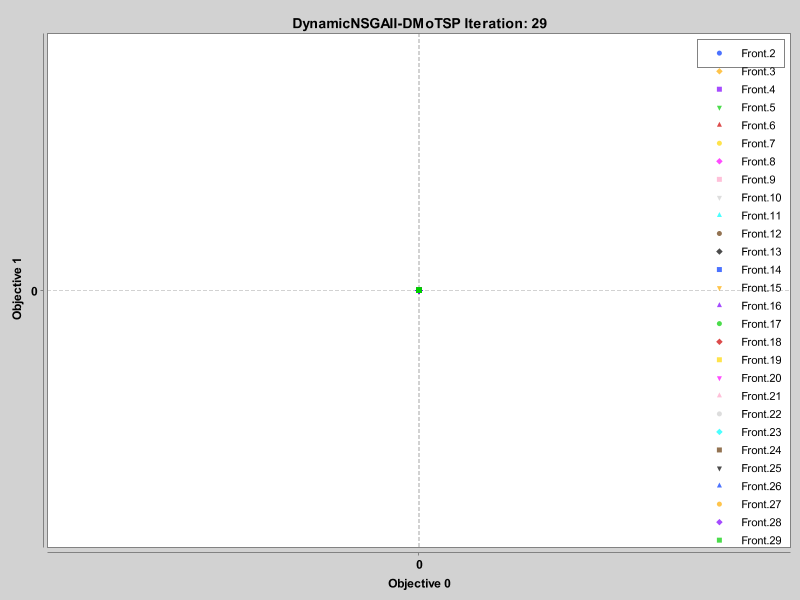 DynamicNSGAII-DMoTSP Iteration: 29
Front.2
Front.3
Front.4
Front.5
Front.6
Front.7
Front.8
Front.9
Front.10
Front.11
Front.12
Front.13
Front.14
Front.15
Front.16
Front.17
Front.18
Front.19
Front.20
Front.21
Front.22
Front.23
Front.24
Front.25
Front.26
Front.27
Front.28
Front.29
Objective 1
0
0
Objective 0